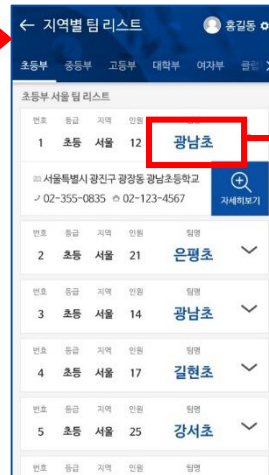 ← 지역별 팀 리스트 홍길동
초등부 중등부 고등부 대학부 여자부 클럽 >
초등부 서울 팀 리스트
번호 등급 지역 인원
1 초등 서울 12 광남초
서울특별시 광진구 광장동 광남초등학교
02-355-0835 02-123-4567 자세히보기
번호 등급 지역 인원 팀명
2 초등 서울 21 은평초
번호 등급 지역 인원 팀명
3 초등 서울 14 광남초
번호 등급 지역 인원 팀명
4 초등 서울 17 길현초
번호 등급 지역 인원 팀명
5 초등 서울 25 강서초
번호 등급 지역 인원 팀명